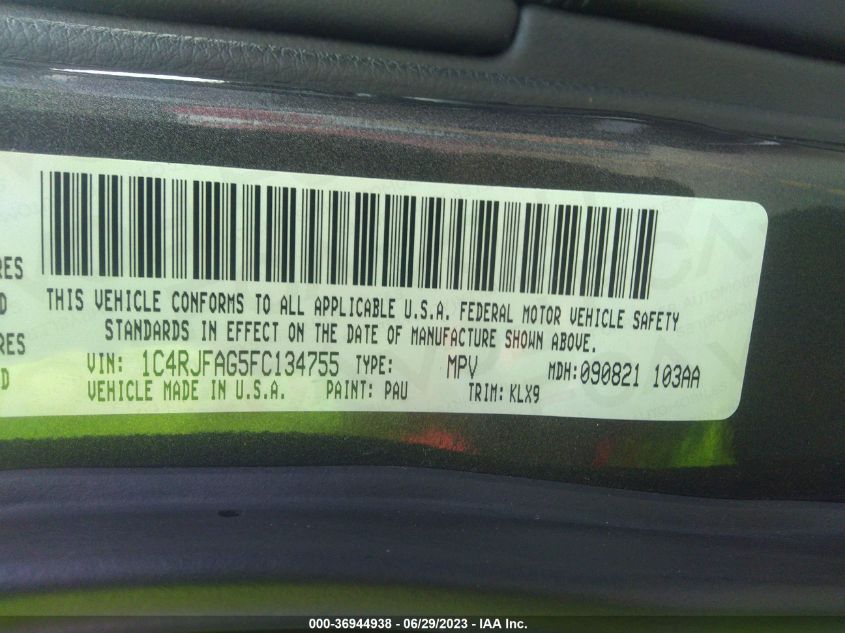 RES
THIS VEHICLE CONFORMS TO ALL APPLICABLE U.S.A. FEDERAL MOTOR VEHICLE SAFETY
D
STANDARDS IN EFFECT ON THE DATE OF MANUFACTURE SHOWN ABOVE.
RES
VIN: 1C4RJFAG5FC134755 TYPE: MPV MDH: 090821 103AA
D
VEHICLE MADE IN U.S.A. PAINT: PAU TRIM: KLX9
000-36944938 - 06/29/2023 - IAA Inc.